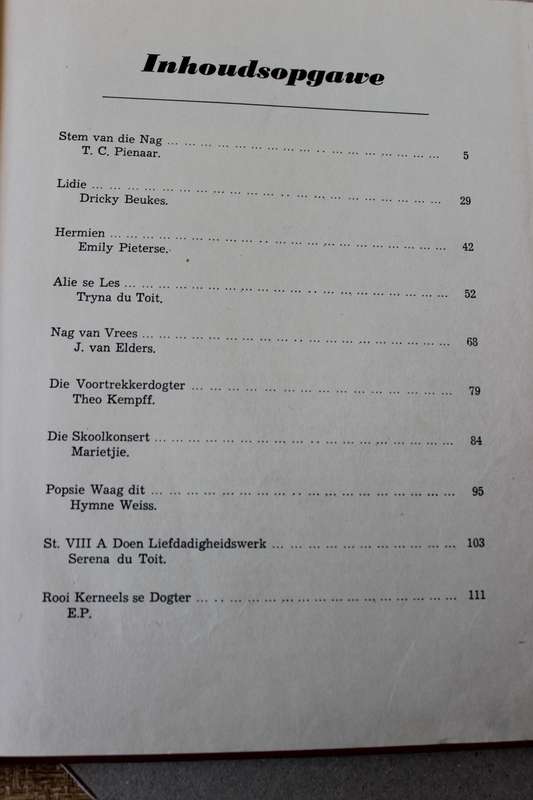 Inhoudsopgawe
Stem van die Nag ... ... ... ... ... ... ... ... .. ... ... ... ... ... ... 5
T. C. Pienaar.
Lidie ... ... ... ... ... ... ... ... ... ... ... .. ... ... ... ... ... ... ... 29
Dricky Beukes.
Hermien ... ... ... ... ... ... ... ... ... .. ... ... ... ... ... ... ... ... 42
Emily Pieterse.
Alie se Les ... ... ... ... ... ... ... ... ... .. ... ... ... ... ... ... ... 52
Tryna du Toit.
Nag van Vrees ... ... ... ... ... ... ... .. ... ... ... ... ... ... ... 68
J. van Elders.
Die Voortrekkerdogter ... ... ... ... ... .. ... ... ... ... ... ... ... 79
Theo Kempff.
Die Skoolkonsert ... ... ... ... ... ... ... .. ... ... ... ... ... ... ... 84
Marietjie.
Popsie Waag dit ... ... ... ... ... ... ... .. ... ... ... ... ... ... ... 95
Hymne Weiss.
St. VIII A Doen Liefdadigheidswerk ... ... ... ... ... ... ... ... ... ... 103
Serena du Toit.
Rooi Kerneels se Dogter ... .. ... ... ... ... ... ... ... ... ... ... ... 111
E.P.